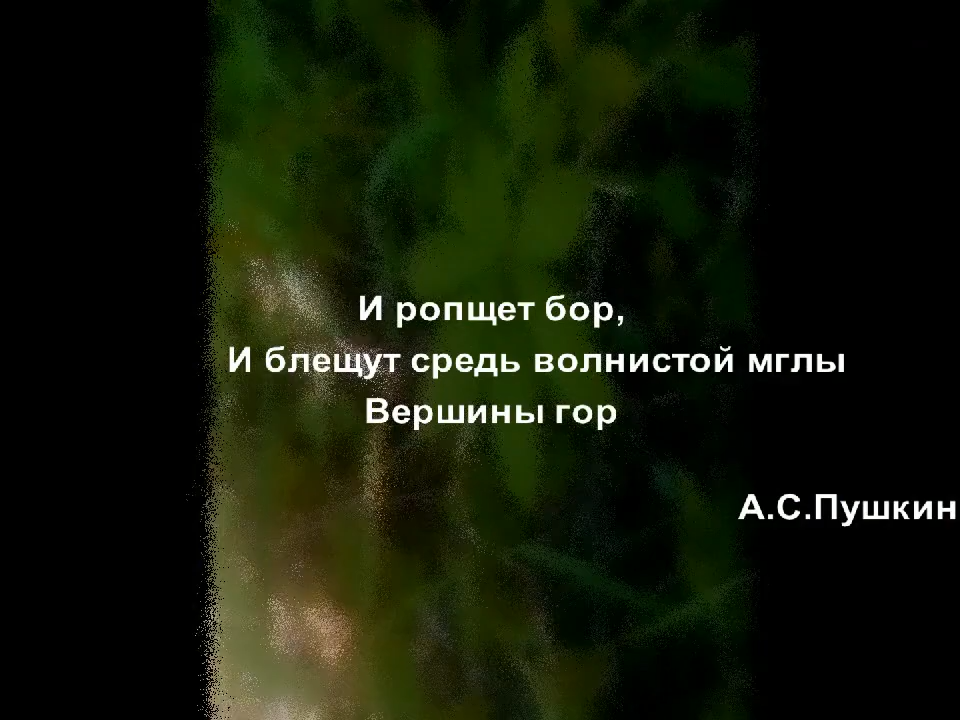 И ропщет бор,
И блещут средь волнистой мглы
Вершины гор
А.С.Пушкин